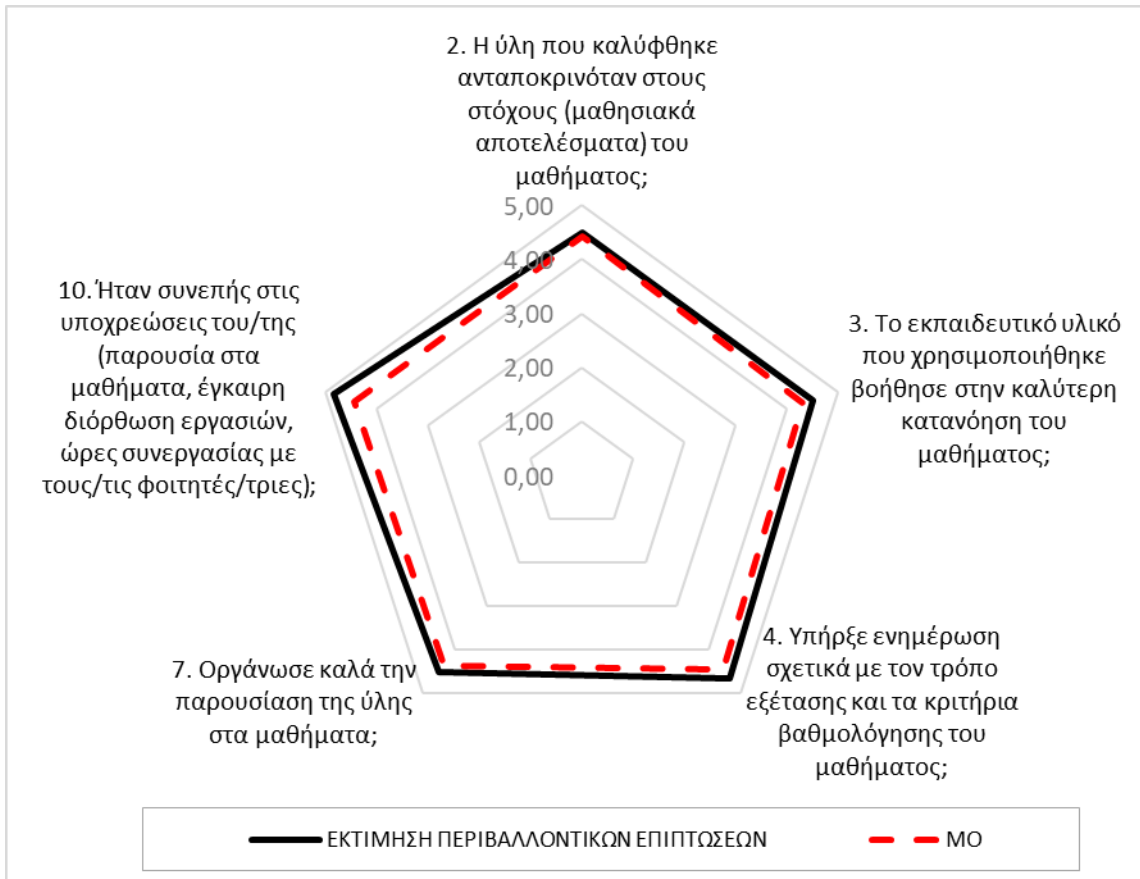 2. Η ύλη που καλύφθηκε
ανταποκρινόταν στους
στόχους (μαθησιακά
αποτελέσματα) του
μαθήματος;
5,00
4,00
3,00
2,00
1,00
0,00
3. Το εκπαιδευτικό υλικό
που χρησιμοποιήθηκε
βοήθησε στην καλύτερη
κατανόηση του
μαθήματος;
4. Υπήρξε ενημέρωση
σχετικά με τον τρόπο
εξέτασης και τα κριτήρια
βαθμολόγησης του
μαθήματος;
7. Οργάνωσε καλά την
παρουσίαση της ύλης
στα μαθήματα;
10. Ήταν συνεπής στις
υποχρεώσεις του/της
(παρουσία στα
μαθήματα, έγκαιρη
διόρθωση εργασιών,
ώρες συνεργασίας με
τους/τις φοιτητές/τριες);
ΕΚΤΙΜΗΣΗ ΠΕΡΙΒΑΛΛΟΝΤΙΚΩΝ ΕΠΙΠΤΩΣΕΩΝ
ΜΟ